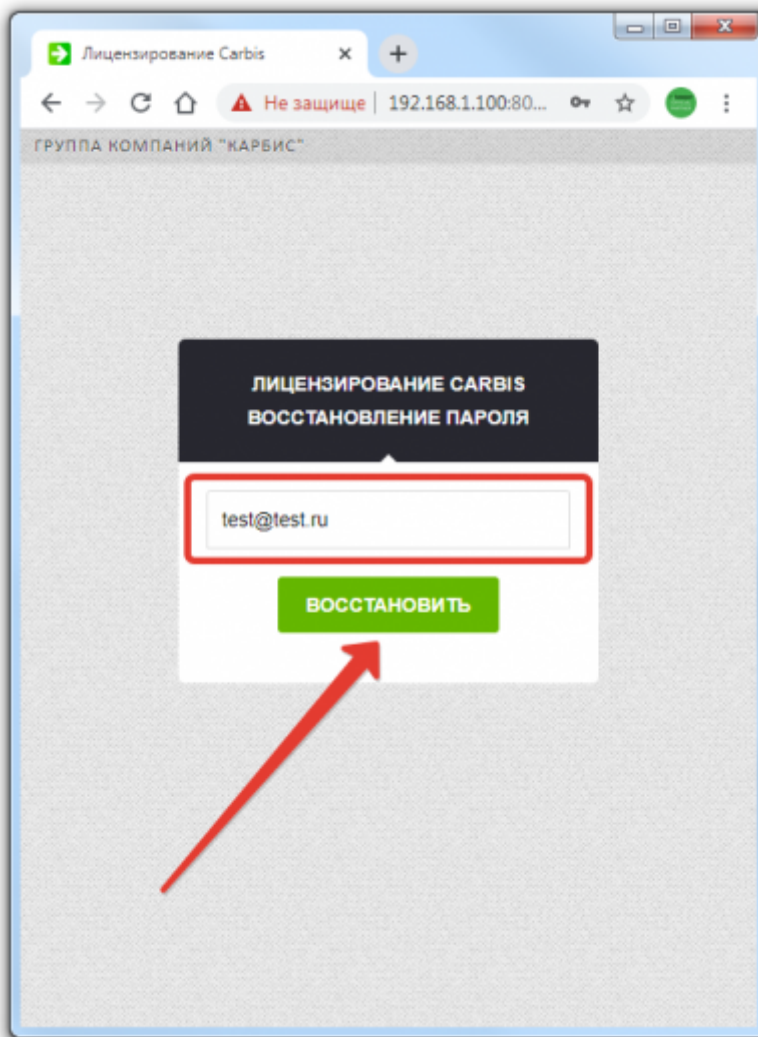 Лицензирование Carbis
Не защище 192.168.1.100:80...
ГРУППА КОМПАНИЙ "КАРБИС"
ЛИЦЕНЗИРОВАНИЕ CARBIS
ВОССТАНОВЛЕНИЕ ПАРОЛЯ
test@test.ru
ВОССТАНОВИТЬ